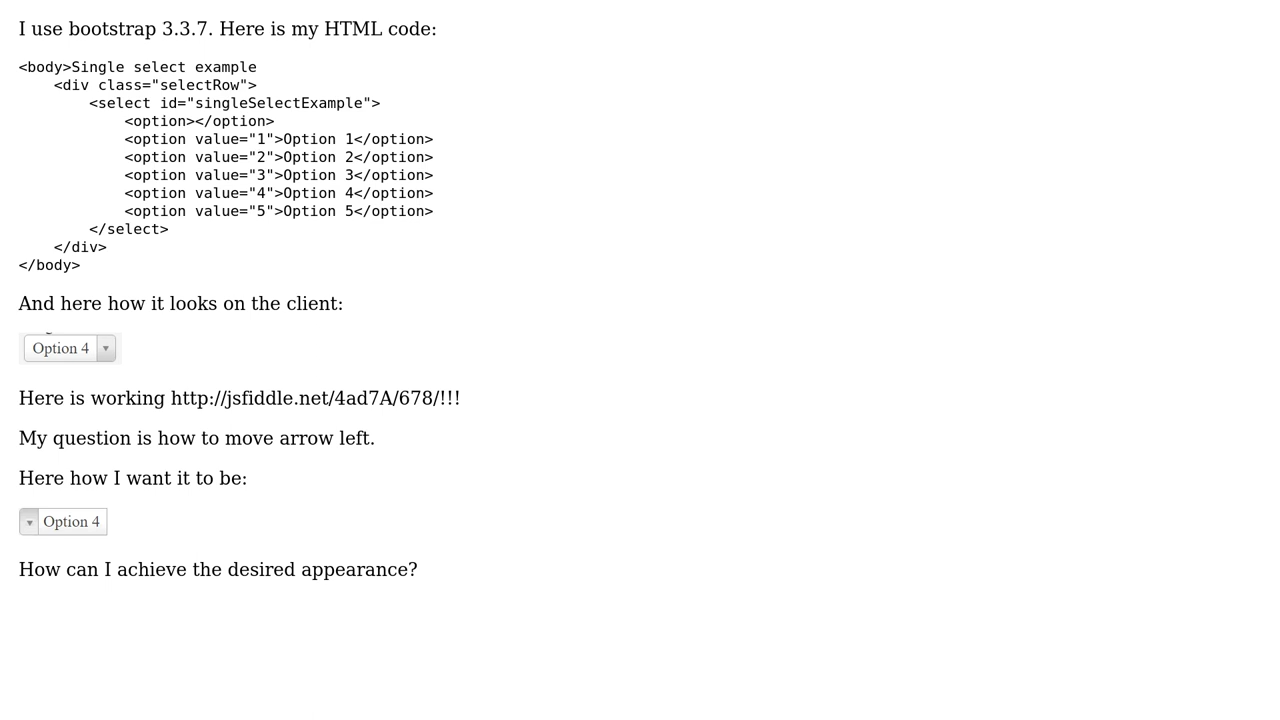 I use bootstrap 3.3.7. Here is my HTML code:
<body>Single select example
    <div class="selectRow">
        <select id="singleSelectExample">
            <option></option>
            <option value="1">Option 1</option>
            <option value="2">Option 2</option>
            <option value="3">Option 3</option>
            <option value="4">Option 4</option>
            <option value="5">Option 5</option>
        </select>
    </div>
</body>
And here how it looks on the client:
Option 4
Here is working http://jsfiddle.net/4ad7A/678/!!!
My question is how to move arrow left.
Here how I want it to be:
Option 4
How can I achieve the desired appearance?